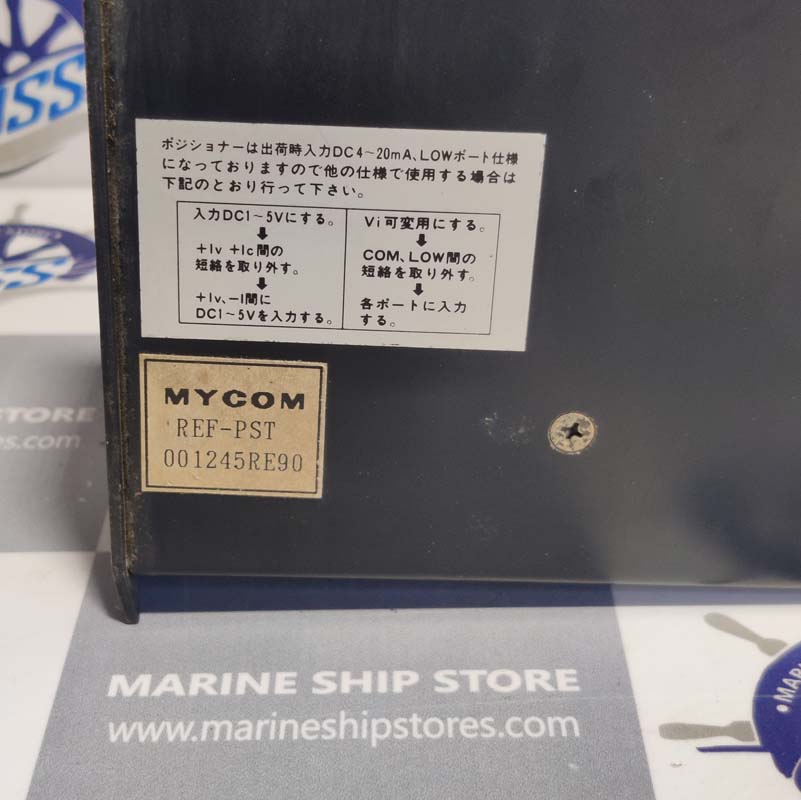 ISS
ポジショナーは出荷時入力DC4～20mA、LOWポート仕様
になっておりますので他の仕様で使用する場合は
下記のとおり行って下さい。
入力DC1～5Vにする。
↓
+Iv +Ic間の
短絡を取り外す。
↓
+Iv、-I間に
DC1～5Vを入力する。
Vi可変用にする。
↓
COM、LOW間の
短絡を取り外す。
↓
各ポートに入力
する。
MYCOM
REF-PST
001245RE90
TORE
s.com
MARINE SHIP STORE
www.marineshipstores.com
MAR